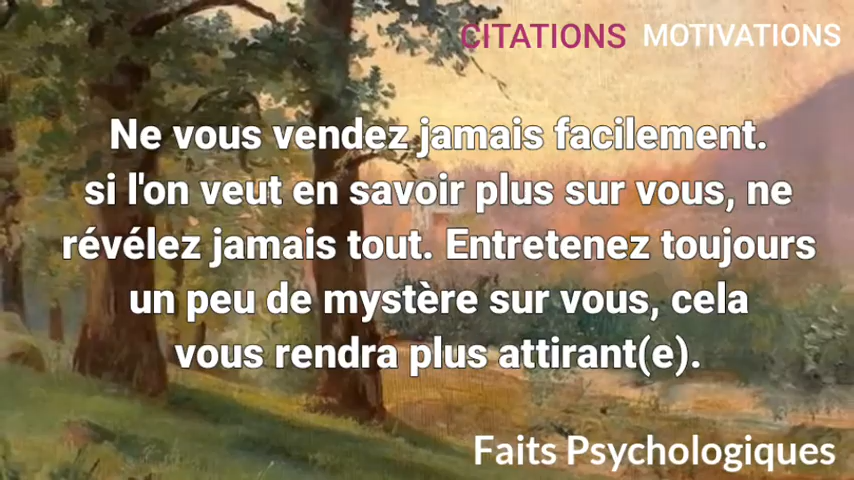 CITATIONS MOTIVATIONS
Ne vous vendez jamais facilement.
si l'on veut en savoir plus sur vous, ne
révélez jamais tout. Entretenez toujours
un peu de mystère sur vous, cela
vous rendra plus attirant(e).
Faits Psychologiques